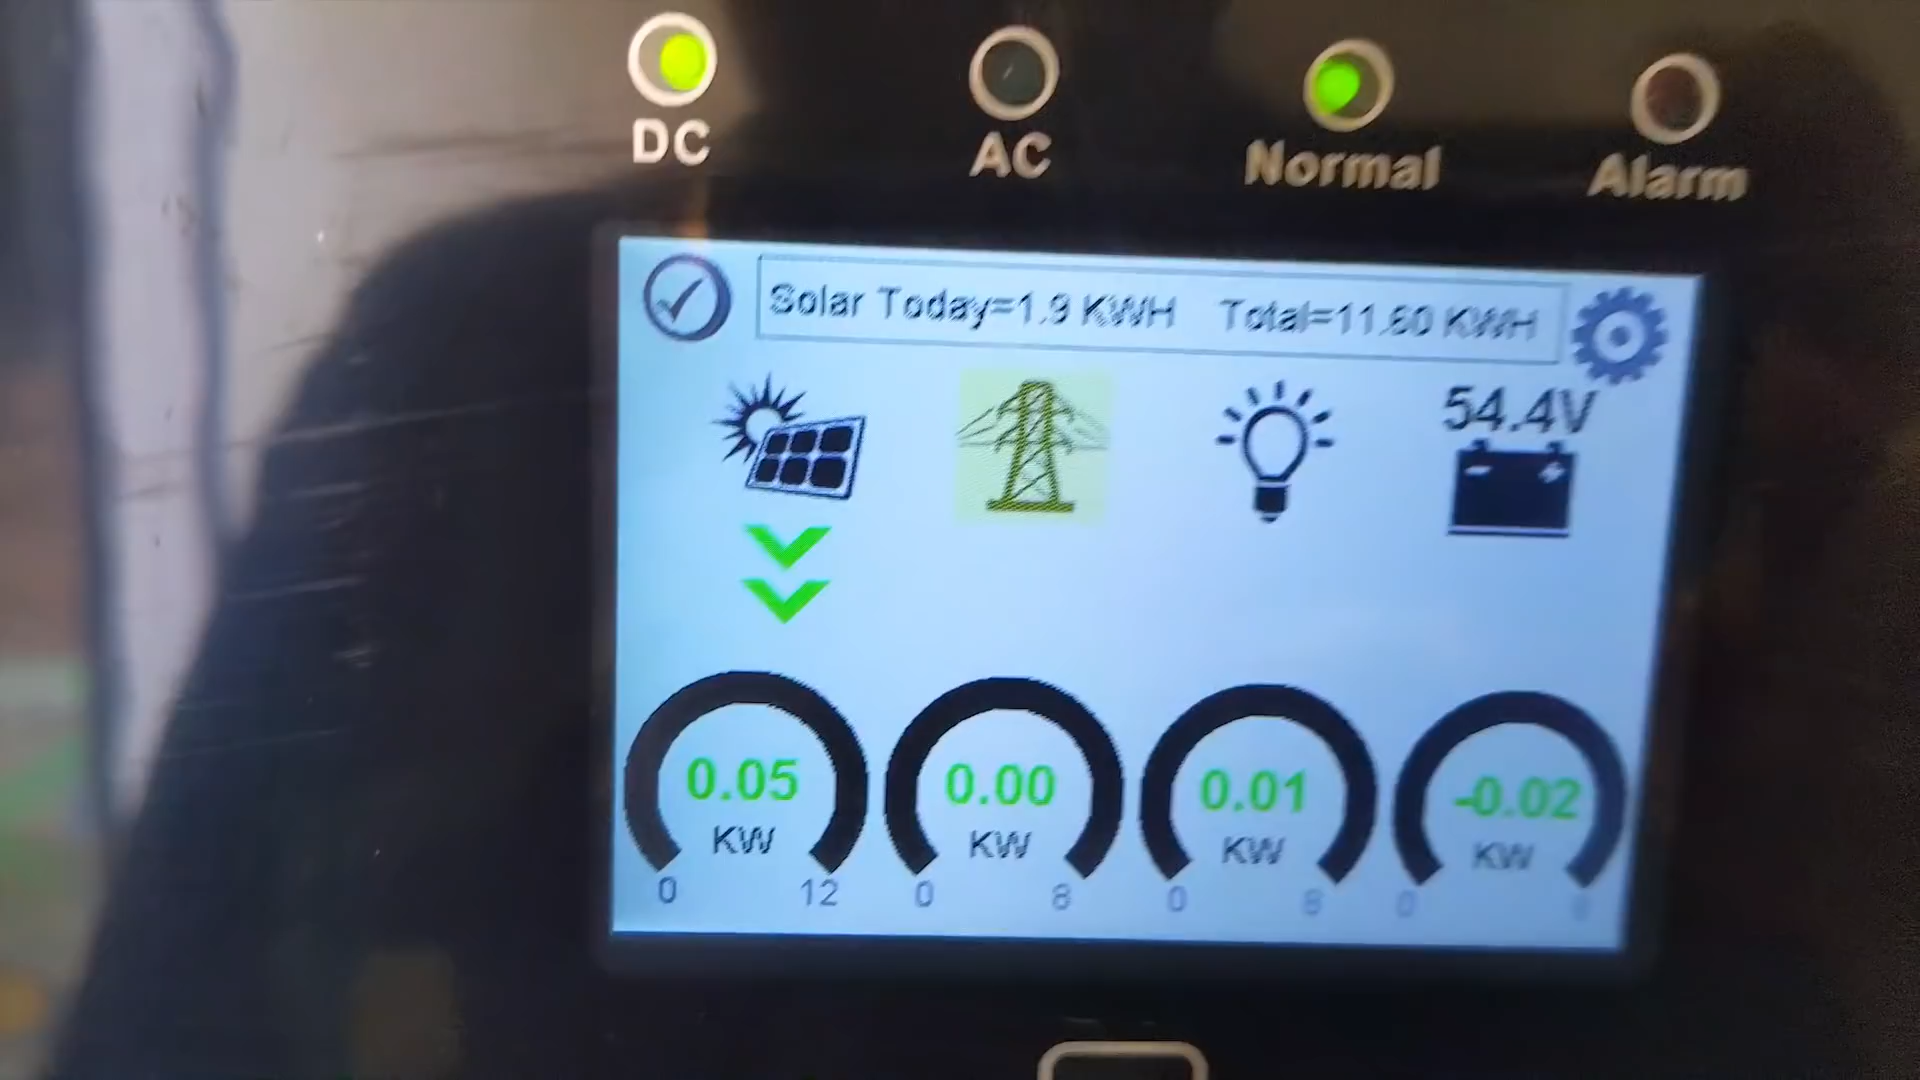 DC AC Normal Alarm
Solar Today=1.9 KWH Total=11.60 KWH
54.4V
0.05 0.00 0.01 -0.02
KW KW KW KW
0 12 0 8 0 8 0